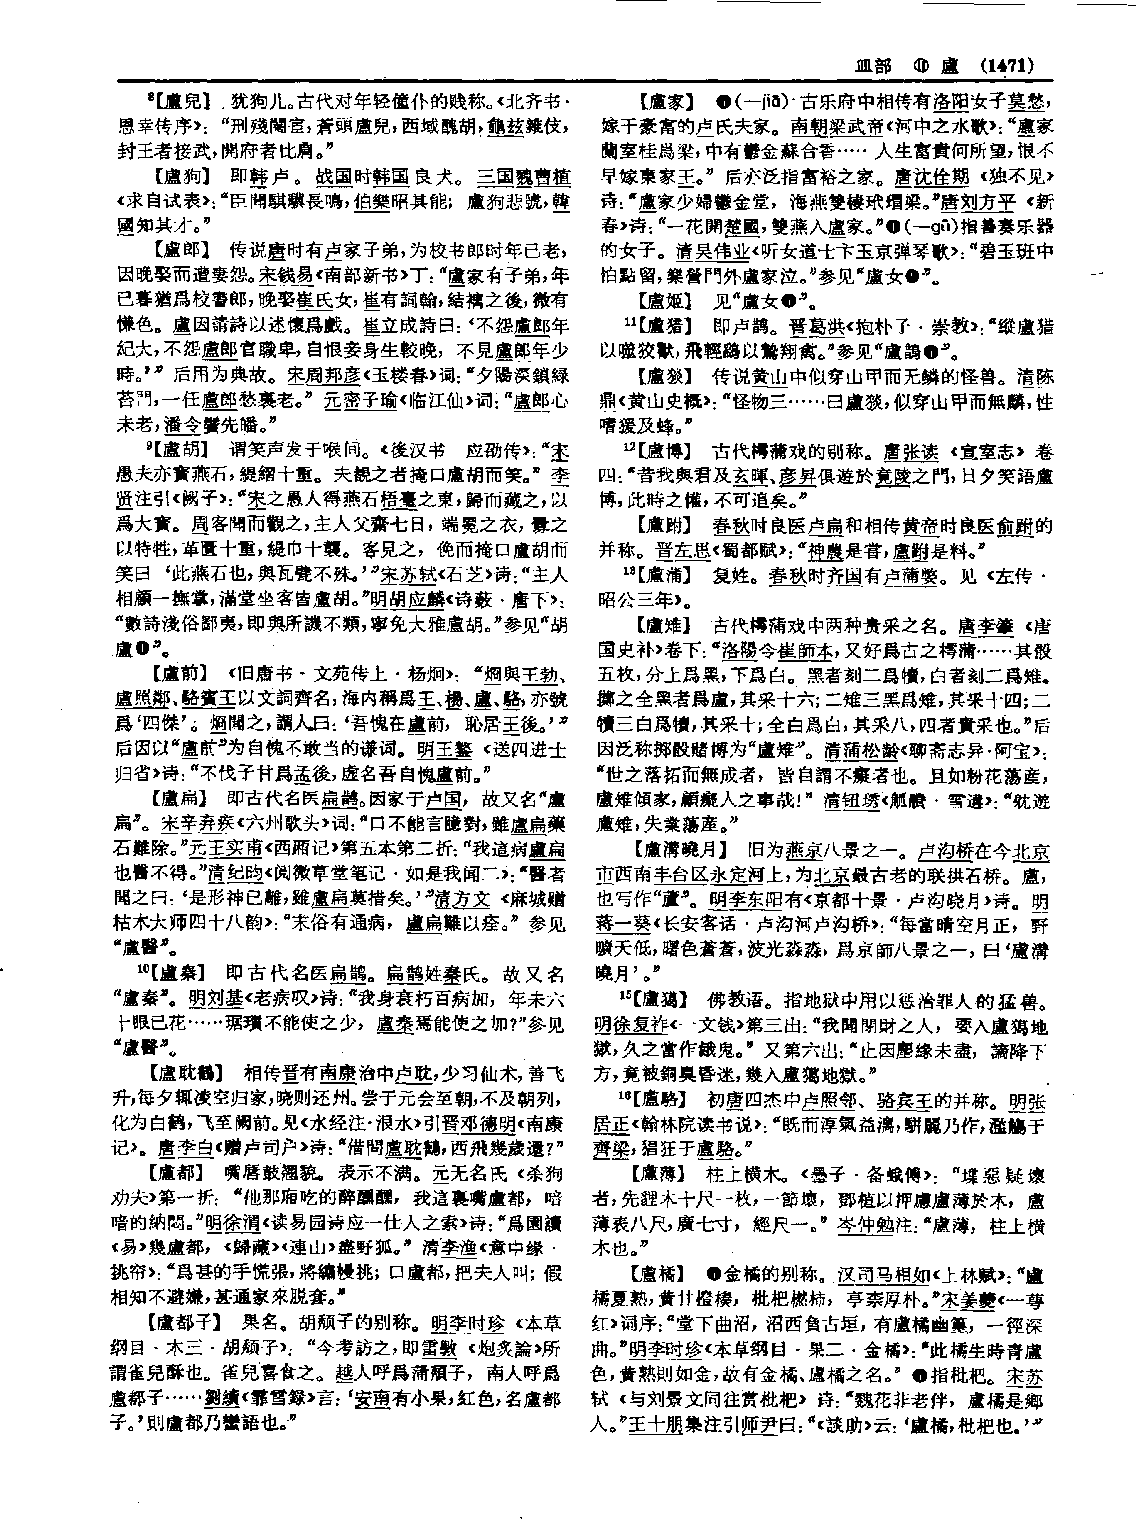 皿部 ⑪ 盧 (1471)
⁸【盧兒】 犹狗儿。古代对年轻僮仆的贱称。《北齐书·
恩幸传序》：“刑殘閹宦，蒼頭盧兒，西域醜胡，龜兹雜伎，
封王者接武，開府者比肩。”
【盧狗】 即韩卢。战国时韩国良犬。三国魏曹植
《求自试表》：“臣聞騏驥長鳴，伯樂昭其能；盧狗悲號，韓
國知其才。”
【盧郎】 传说唐时有卢家子弟，为校书郎时年已老，
因晚娶而遭妻怨。宋钱易《南部新书》丁：“盧家有子弟，年
已暮猶爲校書郎，晚娶崔氏女，崔有詞翰，結褵之後，微有
慊色。盧因請詩以述懷爲戲。崔立成詩曰：‘不怨盧郎年
紀大，不怨盧郎官職卑，自恨妾身生較晚，不見盧郎年少
時。’” 后用为典故。宋周邦彦《玉楼春》词：“夕陽深鎖緑
苔門，一任盧郎愁裏老。” 元密子瑜《临江仙》词：“盧郎心
未老，潘令鬢先皤。”
⁹【盧胡】 谓笑声发于喉间。《後汉书·应劭传》：“宋
愚夫亦寶燕石，緹緼十重。夫覩之者掩口盧胡而笑。” 李
贤注引《阙子》：“宋之愚人得燕石梧臺之東，歸而藏之，以
爲大寶。周客聞而觀之，主人父齋七日，端冕之衣，釁之
以特牲，革匱十重，緹巾十襲。客見之，俛而掩口盧胡而
笑曰‘此燕石也，與瓦甓不殊。’”宋苏轼《石芝》诗：“主人
相顧一撫掌，滿堂坐客皆盧胡。”明胡应麟《诗薮·唐下》：
“數詩淺俗鄙夷，即與所譏不類，寧免大雅盧胡。”参见“胡
盧❶”。
【盧前】 《旧唐书·文苑传上·杨炯》：“炯與王勃、
盧照鄰、駱賓王以文詞齊名，海内稱爲王、楊、盧、駱，亦號
爲‘四傑’。炯聞之，謂人曰：‘吾愧在盧前，恥居王後。’”
后因以“盧前”为自愧不敢当的谦词。明王鏊《送四进士
归省》诗：“不伐子甘爲孟後，虚名吾自愧盧前。”
【盧扁】 即古代名医扁鹊。因家于卢国，故又名“盧
扁”。宋辛弃疾《六州歌头》词：“口不能言臆對，雖盧扁藥
石難除。”元王实甫《西厢记》第五本第二折：“我這病盧扁
也醫不得。”清纪昀《阅微草堂笔记·如是我闻二》：“醫者
聞之曰：‘是形神已離，雖盧扁莫措矣。’”清方文《麻城赠
枯木大师四十八韵》：“末俗有通病，盧扁難以痊。” 参见
“盧醫”。
¹⁰【盧秦】 即古代名医扁鹊。扁鹊姓秦氏。故又名
“盧秦”。明刘基《老病叹》诗：“我身衰朽百病加，年未六
十眼已花……琚瓄不能使之少，盧秦焉能使之加？”参见
“盧醫”。
【盧耽鶴】 相传晋有南康治中卢耽，少习仙术，善飞
升，每夕辄凌空归家，晓则还州。尝于元会至朝，不及朝列，
化为白鹤，飞至阙前。见《水经注·泿水》引晋邓德明《南康
记》。唐李白《赠卢司户》诗：“借問盧耽鶴，西飛幾歲還？”
【盧都】 嘴唇鼓翘貌。表示不满。元无名氏《杀狗
劝夫》第一折：“他那厢吃的醉醺醺，我這裏嘴盧都，喑
喑的納悶。”明徐渭《读易园诗应一仕人之索》诗：“爲園讀
《易》幾盧都，《歸藏》《連山》盡野狐。” 清李渔《意中缘·
挑帘》：“爲甚的手慌張，將繡幔挑；口盧都，把夫人叫；假
相知不避嫌，甚通家來脱套。”
【盧都子】 果名。胡颓子的别称。明李时珍《本草
纲目·木三·胡颓子》：“今考訪之，即雷斆《炮炙論》所
謂雀兒酥也。雀兒喜食之。越人呼爲蒲頹子，南人呼爲
盧都子……劉績《霏雪録》言：‘安南有小果，紅色，名盧都
子。’則盧都乃蠻語也。”
【盧家】 ❶(－jiā) 古乐府中相传有洛阳女子莫愁，
嫁于豪富的卢氏夫家。南朝梁武帝《河中之水歌》：“盧家
蘭室桂爲梁，中有鬱金蘇合香……人生富貴何所望，恨不
早嫁東家王。” 后亦泛指富裕之家。唐沈佺期《独不见》
诗：“盧家少婦鬱金堂，海燕雙棲玳瑁梁。”唐刘方平《新
春》诗：“一花開楚國，雙燕入盧家。”❷(－gū)指善奏乐器
的女子。清吴伟业《听女道士卞玉京弹琴歌》：“碧玉班中
怕點留，樂營門外盧家泣。”参见“盧女❶”。
【盧姬】 见“盧女❶”。
¹¹【盧猎】 即卢鹊。晋葛洪《抱朴子·崇教》：“縱盧猎
以噬狡獸，飛輕鷂以鷙翔禽。”参见“盧鵲❶”。
【盧㺫】 传说黄山中似穿山甲而无鳞的怪兽。清陈
鼎《黄山史概》：“怪物三……曰盧㺫，似穿山甲而無鱗，性
嗜猨及蜂。”
¹²【盧博】 古代樗蒲戏的别称。唐张读《宣室志》卷
四：“昔我與君及玄暉、彦昇俱遊於竟陵之門，日夕笑語盧
博，此時之懽，不可追矣。”
【盧跗】 春秋时良医卢扁和相传黄帝时良医俞跗的
并称。晋左思《蜀都赋》：“神農是嘗，盧跗是料。”
¹³【盧蒲】 复姓。春秋时齐国有卢蒲嫳。见《左传·
昭公三年》。
【盧雉】 古代樗蒲戏中两种贵采之名。唐李肇《唐
国史补》卷下：“洛陽令崔師本，又好爲古之樗蒲……其骰
五枚，分上爲黑，下爲白。黑者刻二爲犢，白者刻二爲雉。
擲之全黑者爲盧，其采十六；二雉三黑爲雉，其采十四；二
犢三白爲犢，其采十；全白爲白，其采八，四者貴采也。”后
因泛称掷骰赌博为“盧雉”。清蒲松龄《聊斋志异·阿宝》：
“世之落拓而無成者，皆自謂不癡者也。且如粉花蕩産，
盧雉傾家，顧癡人之事哉！” 清钮琇《觚賸·雪遘》：“耽遊
盧雉，失業蕩産。”
【盧溝曉月】 旧为燕京八景之一。卢沟桥在今北京
市西南丰台区永定河上，为北京最古老的联拱石桥。盧，
也写作“蘆”。明李东阳有《京都十景·卢沟晓月》诗。明
蒋一葵《长安客话·卢沟河卢沟桥》：“每當晴空月正，野
曠天低，曙色蒼蒼，波光淼淼，爲京師八景之一，曰‘盧溝
曉月’。”
¹⁵【盧獦】 佛教语。指地狱中用以惩治罪人的猛兽。
明徐复祚《一文钱》第三出：“我聞閉財之人，要入盧獦地
獄，久之當作餓鬼。” 又第六出：“止因塵缘未盡，謫降下
方，竟被銅臭昏迷，幾入盧獦地獄。”
¹⁶【盧駱】 初唐四杰中卢照邻、骆宾王的并称。明张
居正《翰林院读书说》：“既而淳氣益漓，駢麗乃作，濫觴于
齊梁，猖狂于盧駱。”
【盧薄】 柱上横木。《墨子·备蛾傅》：“堞惡疑壞
者，先貍木十尺一枚，一節壞，鄧植以押慮盧薄於木，盧
薄表八尺，廣七寸，經尺一。” 岑仲勉注：“盧薄，柱上横
木也。”
【盧橘】 ❶金橘的别称。汉司马相如《上林赋》：“盧
橘夏熟，黄甘橙楱，枇杷橪柿，亭柰厚朴。”宋姜夔《一萼
红》词序：“堂下曲沼，沼西負古垣，有盧橘幽篁，一徑深
曲。”明李时珍《本草纲目·果二·金橘》：“此橘生時青盧
色，黄熟則如金，故有金橘、盧橘之名。” ❷指枇杷。宋苏
轼《与刘景文同往赏枇杷》诗：“魏花非老伴，盧橘是鄉
人。”王十朋集注引师尹曰：“《談助》云：‘盧橘，枇杷也。’”